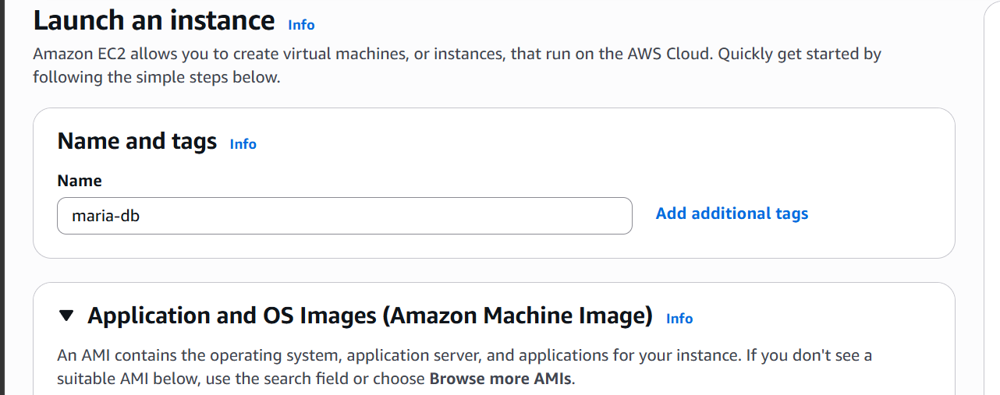 Launch an instance Info
Amazon EC2 allows you to create virtual machines, or instances, that run on the AWS Cloud. Quickly get started by
following the simple steps below.
Name and tags Info
Name
maria-db
Add additional tags
Application and OS Images (Amazon Machine Image) Info
An AMI contains the operating system, application server, and applications for your instance. If you don't see a
suitable AMI below, use the search field or choose Browse more AMIs.